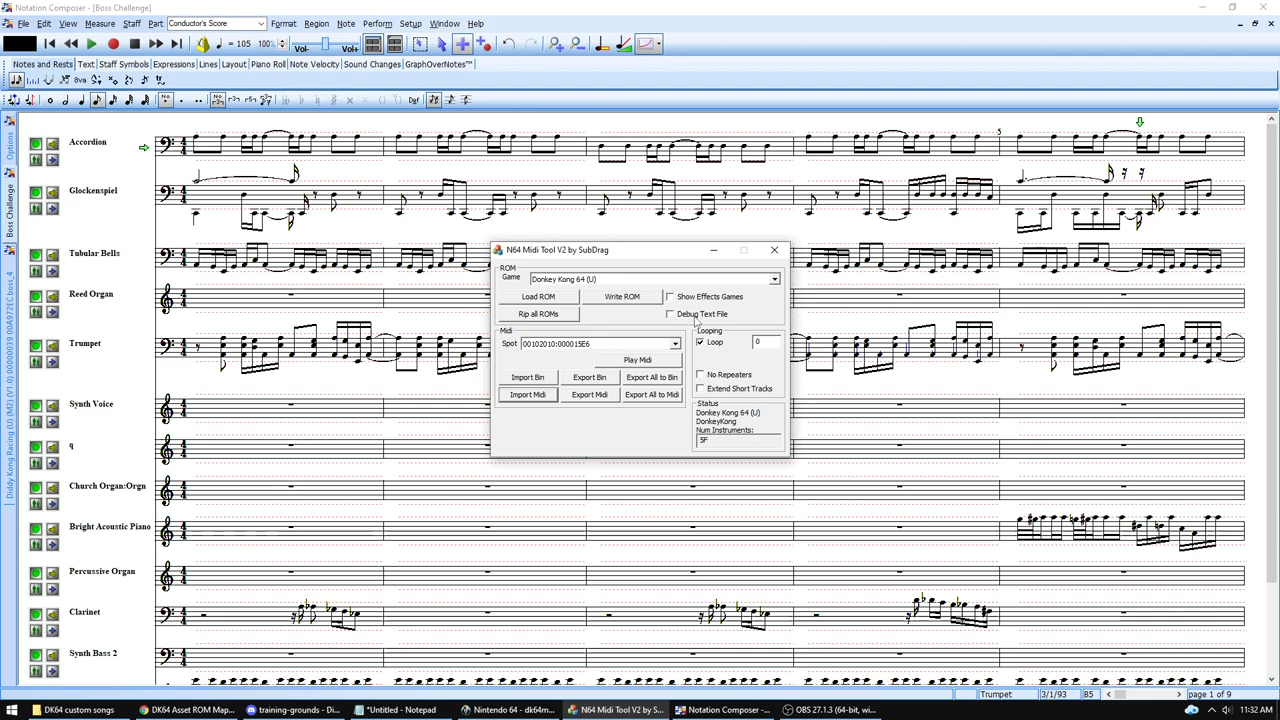 Notation Composer - [Boss Challenge]
File Edit View Measure Staff Part Conductor's Score Format Region Note Perform Setup Window Help
= 105 100% Vol- Vol+
Notes and Rests Text Staff Symbols Expressions Lines Layout Piano Roll Note Velocity Sound Changes GraphOverNotes™
8va
Def
Options
Boss Challenge
Diddy Kong Racing (U) (M2) (V1.0) 00000039 00A972EC boss_4
5
Accordion
Glockenspiel
Tubular Bells
Reed Organ
Trumpet
Synth Voice
q
Church Organ:Orgn
Bright Acoustic Piano
Percussive Organ
Clarinet
Synth Bass 2
N64 Midi Tool V2 by SubDrag
ROM
Game Donkey Kong 64 (U)
Load ROM Write ROM Show Effects Games
Rip all ROMs Debug Text File
Midi Looping
Spot 00102010:000015E6 Loop 0
Play Midi
Import Bin Export Bin Export All to Bin No Repeaters
Extend Short Tracks
Import Midi Export Midi Export All to Midi
Status
Donkey Kong 64 (U)
DonkeyKong
Num Instruments:
5F
Trumpet 3/1/93 B5 page 1 of 9
DK64 custom songs DK64 Asset ROM Map... training-grounds - Di... *Untitled - Notepad Nintendo 64 - dk64m... N64 Midi Tool V2 by S... Notation Composer -... OBS 27.1.3 (64-bit, wi... 11:32 AM